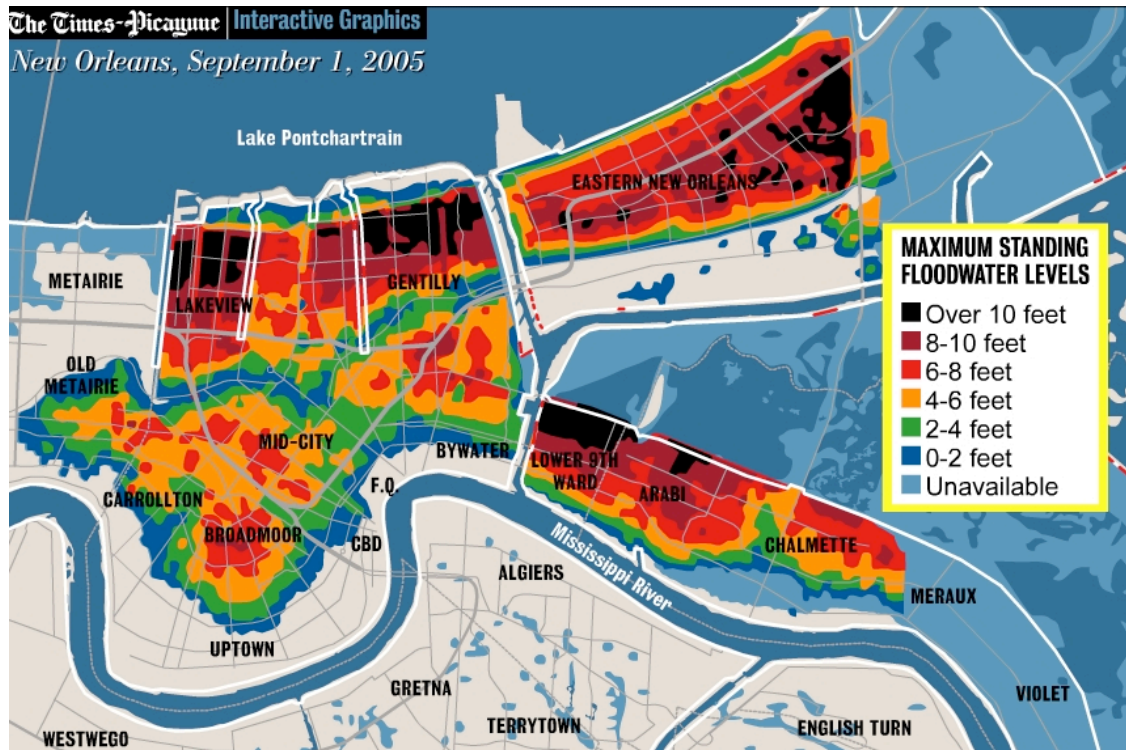 The Times-Picayune | Interactive Graphics
New Orleans, September 1, 2005
Lake Pontchartrain
EASTERN NEW ORLEANS
METAIRIE
GENTILLY
LAKEVIEW
OLD
METAIRIE
MID-CITY
BYWATER
F.Q.
CARROLLTON
BROADMOOR
CBD
UPTOWN
LOWER 9TH
WARD
ARABI
CHALMETTE
Mississippi River
ALGIERS
MERAUX
GRETNA
TERRYTOWN
VIOLET
ENGLISH TURN
WESTWEGO
MAXIMUM STANDING
FLOODWATER LEVELS
Over 10 feet
8-10 feet
6-8 feet
4-6 feet
2-4 feet
0-2 feet
Unavailable